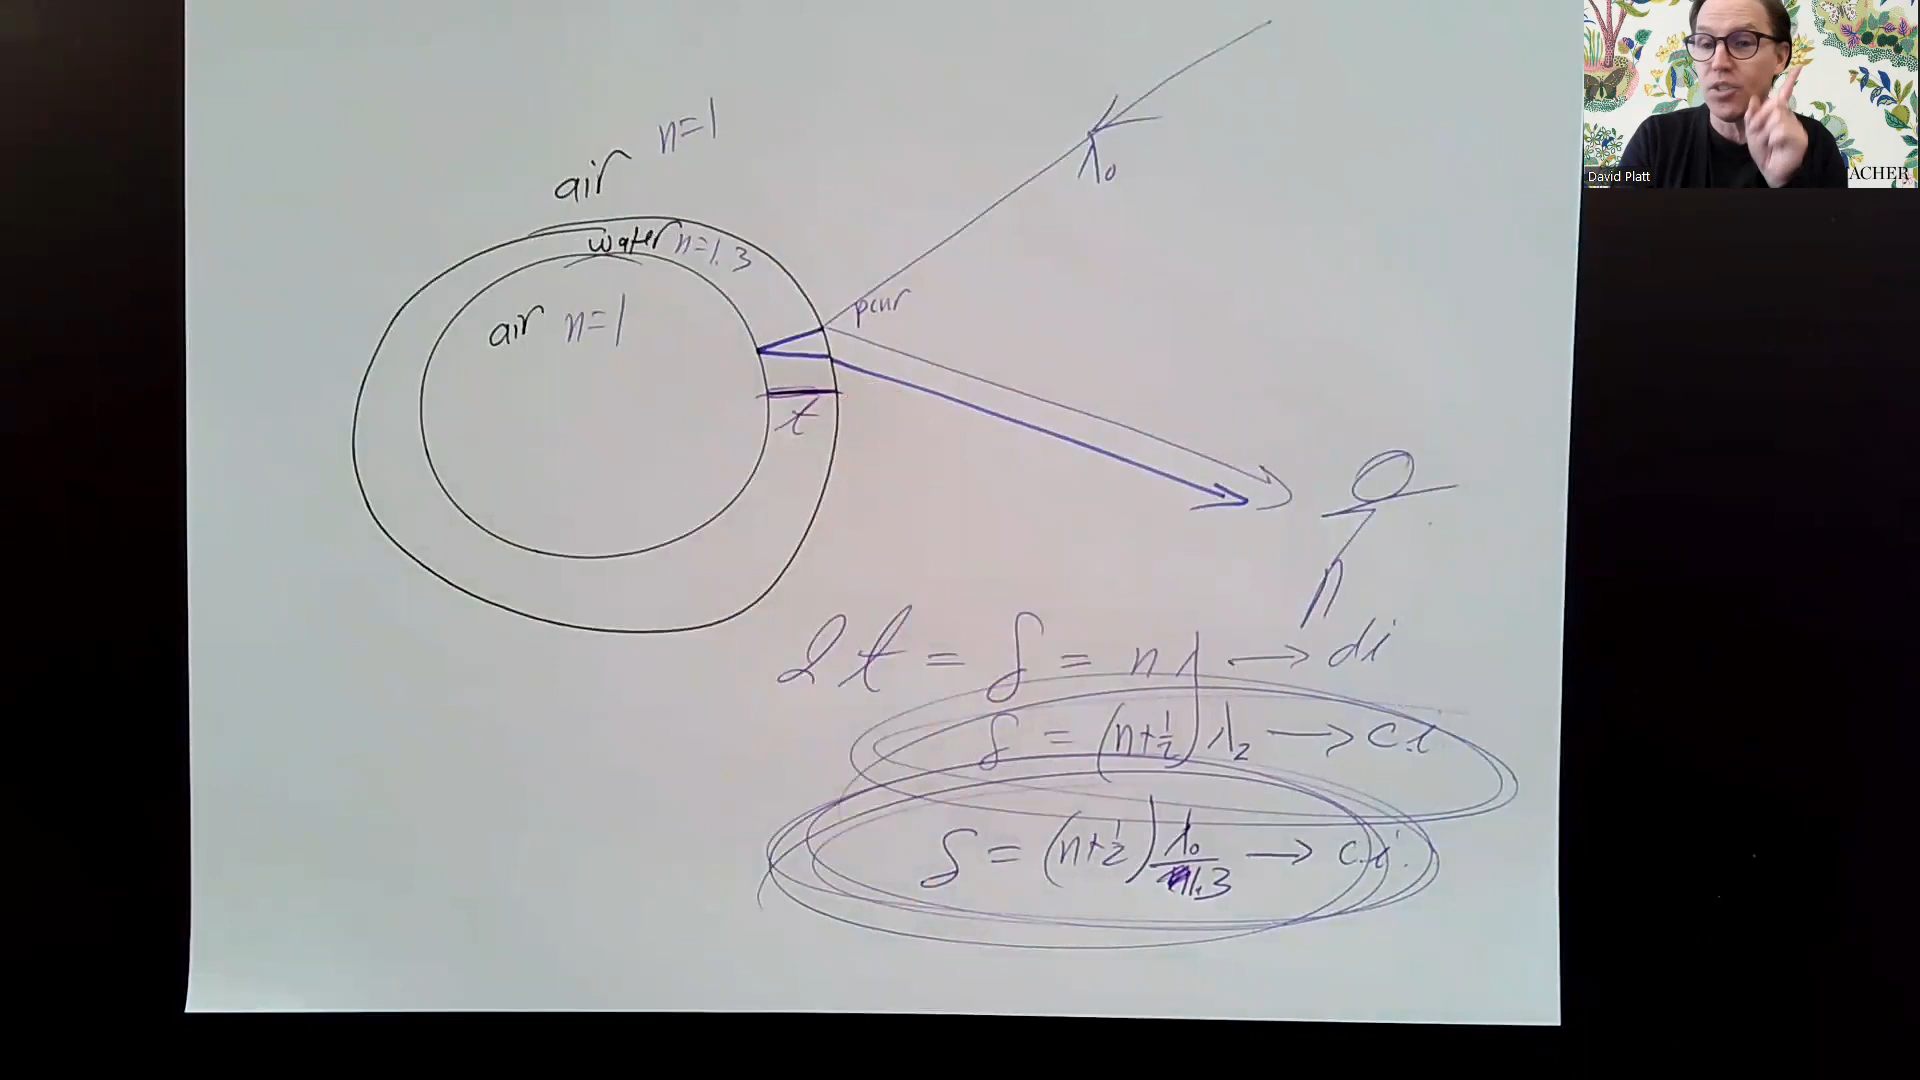 n=1
air
λ₀
water n=1.3
pcur
air n=1
t
2t = δ = nλ → di
δ = (n+½)λ₂ → c.i
δ = (n+½) λ₀/1.3 → c.i.
David Platt
ACHER